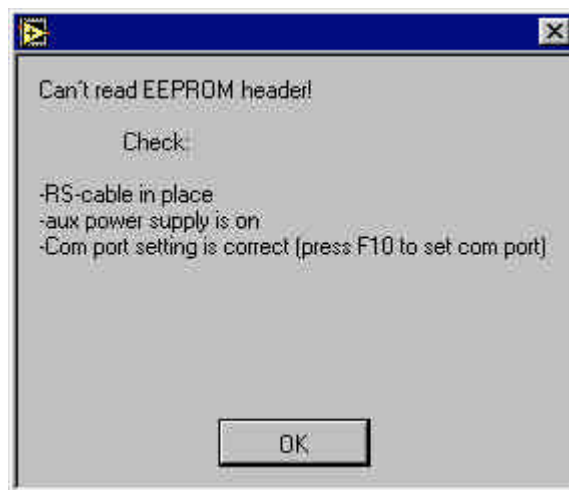 Can't read EEPROM header!
Check:
-RS-cable in place
-aux power supply is on
-Com port setting is correct (press F10 to set com port)
OK